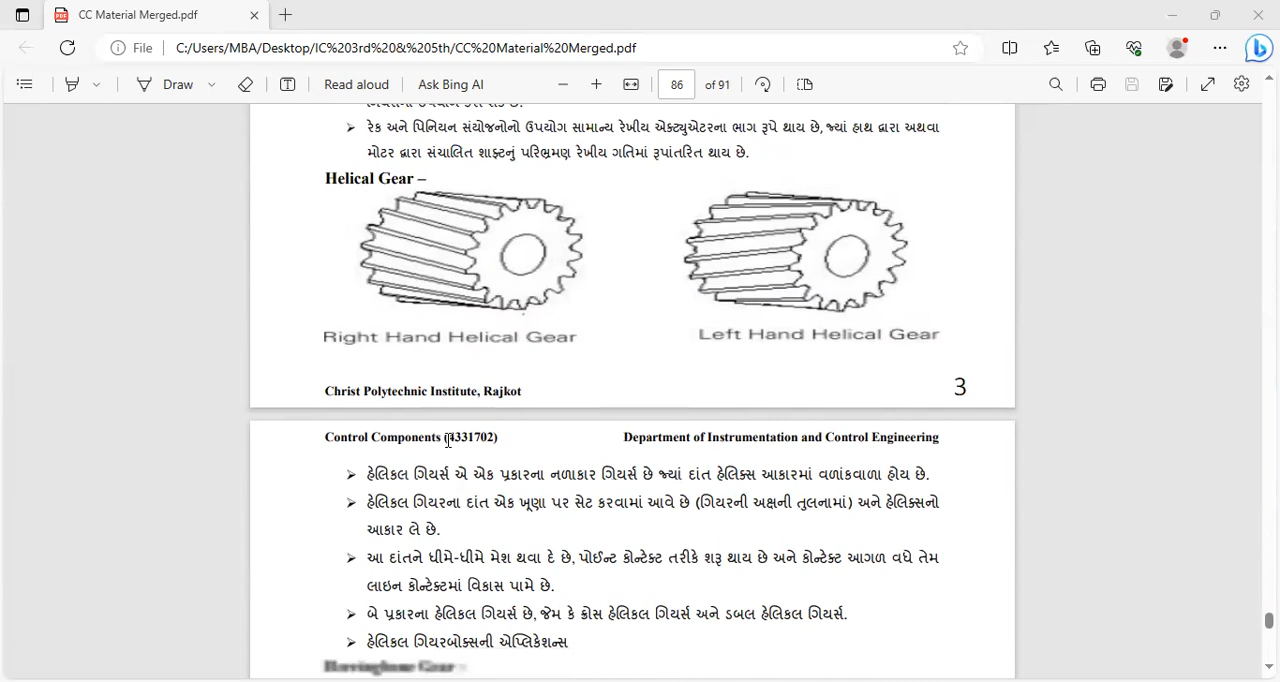 CC Material Merged.pdf
File
C:/Users/MBA/Desktop/IC%203rd%20&%205th/CC%20Material%20Merged.pdf
Draw
Read aloud
Ask Bing AI
86 of 91
➢ રેક અને પિનિયન સંયોજનોનો ઉપયોગ સામાન્ય રેખીય એક્ટ્યુએટરના ભાગ રૂપે થાય છે, જ્યાં હાથ દ્વારા અથવા
મોટર દ્વારા સંચાલિત શાફ્ટનું પરિભ્રમણ રેખીય ગતિમાં રૂપાંતરિત થાય છે.
Helical Gear –
Right Hand Helical Gear
Left Hand Helical Gear
Christ Polytechnic Institute, Rajkot
3
Control Components
Department of Instrumentation and Control Engineering
➢ હેલિકલ ગિયર્સ એ એક પ્રકારના નળાકાર ગિયર્સ છે જ્યાં દાંત હેલિક્સ આકારમાં વળાંકવાળા હોય છે.
➢ હેલિકલ ગિયરના દાંત એક ખૂણા પર સેટ કરવામાં આવે છે (ગિયરની અક્ષની તુલનામાં) અને હેલિક્સનો
આકાર લે છે.
➢ આ દાંતને ધીમે-ધીમે મેશ થવા દે છે, પોઈન્ટ કોન્ટેક્ટ તરીકે શરૂ થાય છે અને કોન્ટેક્ટ આગળ વધે તેમ
લાઇન કોન્ટેક્ટમાં વિકાસ પામે છે.
➢ બે પ્રકારના હેલિકલ ગિયર્સ છે, જેમ કે ક્રોસ હેલિકલ ગિયર્સ અને ડબલ હેલિકલ ગિયર્સ.
➢ હેલિકલ ગિયરબોક્સની એપ્લિકેશન્સ